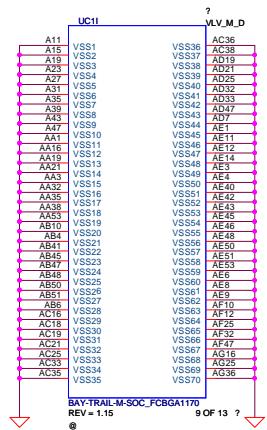 ?
UC1I VLV_M_D
A11 VSS1 VSS36 AC36
A15 VSS2 VSS37 AC38
A19 VSS3 VSS38 AD19
A23 VSS4 VSS39 AD21
A27 VSS5 VSS40 AD25
A31 VSS6 VSS41 AD32
A35 VSS7 VSS42 AD33
A39 VSS8 VSS43 AD47
A43 VSS9 VSS44 AD7
A47 VSS10 VSS45 AE1
AA1 VSS11 VSS46 AE11
AA16 VSS12 VSS47 AE12
AA19 VSS13 VSS48 AE14
AA21 VSS14 VSS49 AE3
AA3 VSS15 VSS50 AE4
AA32 VSS16 VSS51 AE40
AA35 VSS17 VSS52 AE42
AA38 VSS18 VSS53 AE43
AA53 VSS19 VSS54 AE45
AB10 VSS20 VSS55 AE46
AB4 VSS21 VSS56 AE48
AB41 VSS22 VSS57 AE50
AB45 VSS23 VSS58 AE51
AB47 VSS24 VSS59 AE53
AB48 VSS25 VSS60 AE6
AB50 VSS26 VSS61 AE8
AB51 VSS27 VSS62 AE9
AB6 VSS28 VSS63 AF10
AC16 VSS29 VSS64 AF12
AC18 VSS30 VSS65 AF25
AC19 VSS31 VSS66 AF32
AC21 VSS32 VSS67 AF47
AC25 VSS33 VSS68 AG16
AC33 VSS34 VSS69 AG25
AC35 VSS35 VSS70 AG36
BAY-TRAIL-M-SOC_FCBGA1170
REV = 1.15 9 OF 13 ?
@